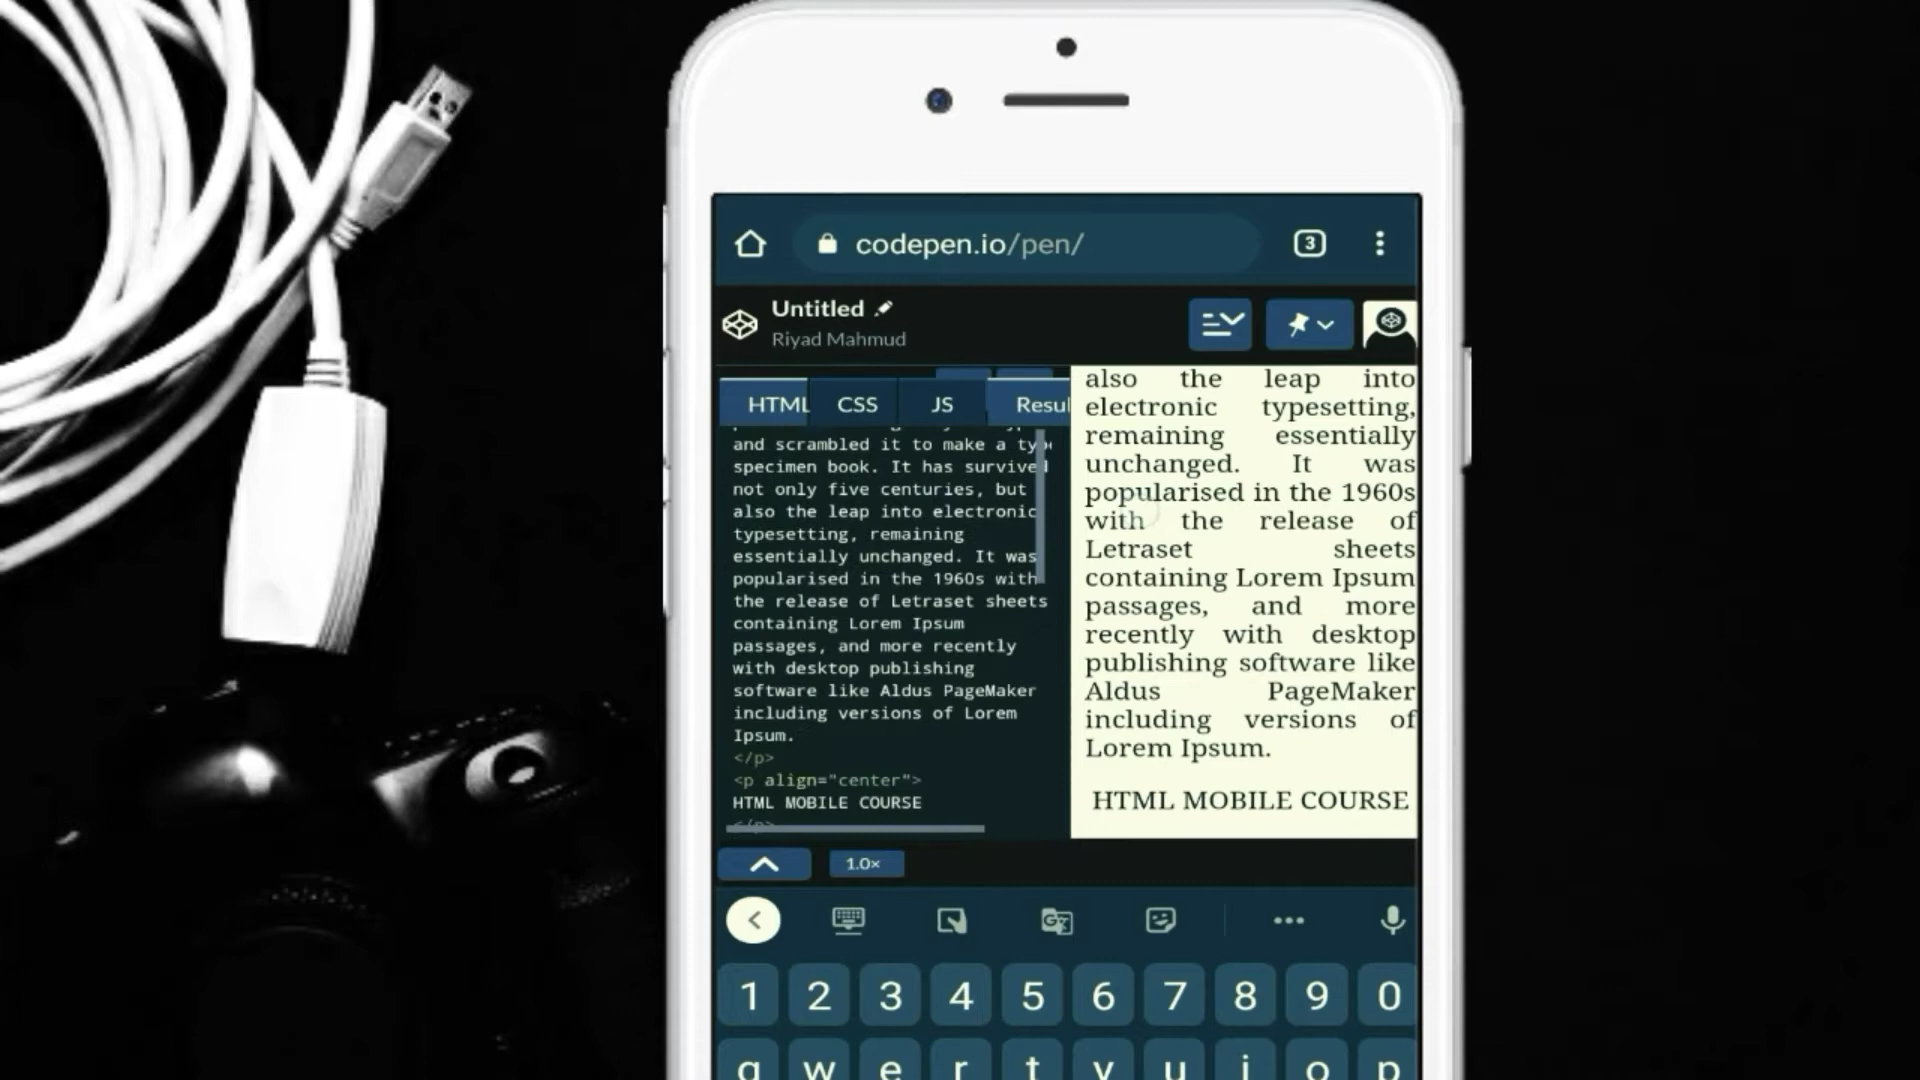 codepen.io/pen/
3
Untitled
Riyad Mahmud
HTML CSS JS
and scrambled it to make a type
specimen book. It has survived
not only five centuries, but
also the leap into electronic
typesetting, remaining
essentially unchanged. It was
popularised in the 1960s with
the release of Letraset sheets
containing Lorem Ipsum
passages, and more recently
with desktop publishing
software like Aldus PageMaker
including versions of Lorem
Ipsum.
</p>
<p align="center">
HTML MOBILE COURSE
</p>
also the leap into
electronic typesetting,
remaining essentially
unchanged. It was
popularised in the 1960s
with the release of
Letraset sheets
containing Lorem Ipsum
passages, and more
recently with desktop
publishing software like
Aldus PageMaker
including versions of
Lorem Ipsum.
HTML MOBILE COURSE
1.0×
1 2 3 4 5 6 7 8 9 0
q w e r t y u i o p